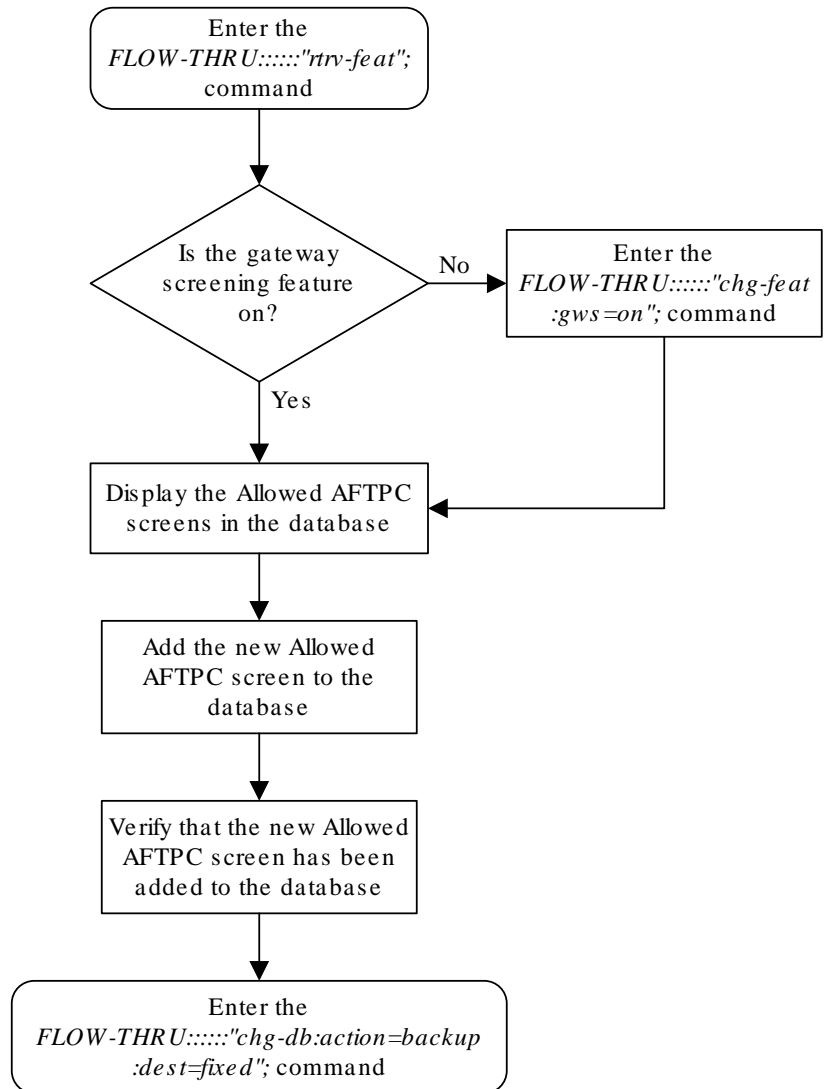 Enter the
FLOW-THRU::::::"rtrv-feat";
command
Is the gateway
screening feature
on?
No
Enter the
FLOW-THRU::::::"chg-feat
:gws=on"; command
Yes
Display the Allowed AFTPC
screens in the database
Add the new Allowed
AFTPC screen to the
database
Verify that the new Allowed
AFTPC screen has been
added to the database
Enter the
FLOW-THRU::::::"chg-db:action=backup
:dest=fixed"; command